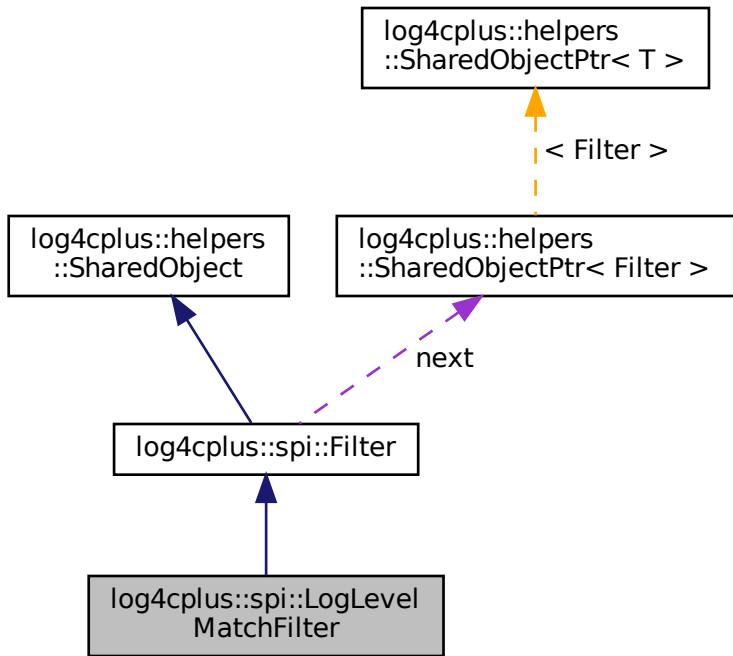 log4cplus::helpers
::SharedObjectPtr< T >
< Filter >
log4cplus::helpers
::SharedObject
log4cplus::helpers
::SharedObjectPtr< Filter >
next
log4cplus::spi::Filter
log4cplus::spi::LogLevel
MatchFilter